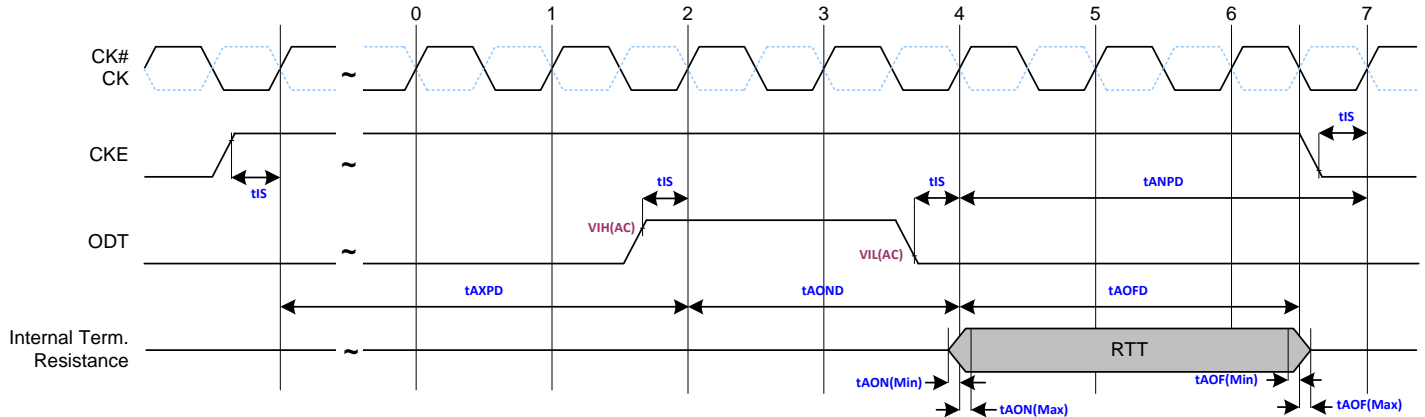 0 1 2 3 4 5 6 7
CK#
CK
~
tIS
CKE
~
tIS
tIS
tIS
tANPD
VIH(AC)
ODT
VIL(AC)
~
tAXPD
tAOND
tAOFD
Internal Term.
Resistance
~
RTT
tAON(Min)
tAOF(Min)
tAON(Max)
tAOF(Max)